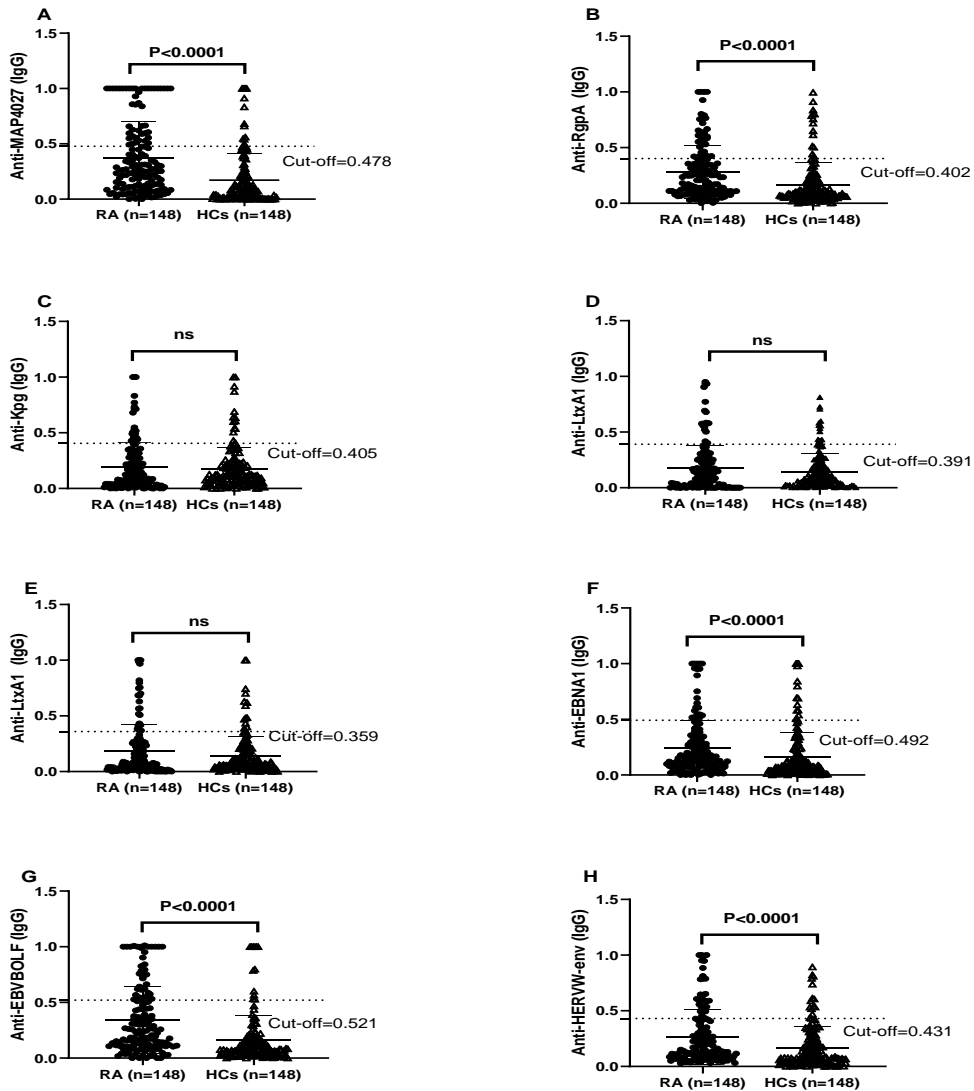 A
Anti-MAP4027 (IgG)
1.5
1.0
0.5
0.0
P<0.0001
Cut-off=0.478
RA (n=148)
HCs (n=148)
B
Anti-RgpA (IgG)
1.5
1.0
0.5
0.0
P<0.0001
Cut-off=0.402
RA (n=148)
HCs (n=148)
C
Anti-Kpg (IgG)
1.5
1.0
0.5
0.0
ns
Cut-off=0.405
RA (n=148)
HCs (n=148)
D
Anti-LtxA1 (IgG)
1.5
1.0
0.5
0.0
ns
Cut-off=0.391
RA (n=148)
HCs (n=148)
E
Anti-LtxA1 (IgG)
1.5
1.0
0.5
0.0
ns
Cut-off=0.359
RA (n=148)
HCs (n=148)
F
Anti-EBNA1 (IgG)
1.5
1.0
0.5
0.0
P<0.0001
Cut-off=0.492
RA (n=148)
HCs (n=148)
G
Anti-EBVBOLF (IgG)
1.5
1.0
0.5
0.0
P<0.0001
Cut-off=0.521
RA (n=148)
HCs (n=148)
H
Anti-HERVW-env (IgG)
1.5
1.0
0.5
0.0
P<0.0001
Cut-off=0.431
RA (n=148)
HCs (n=148)